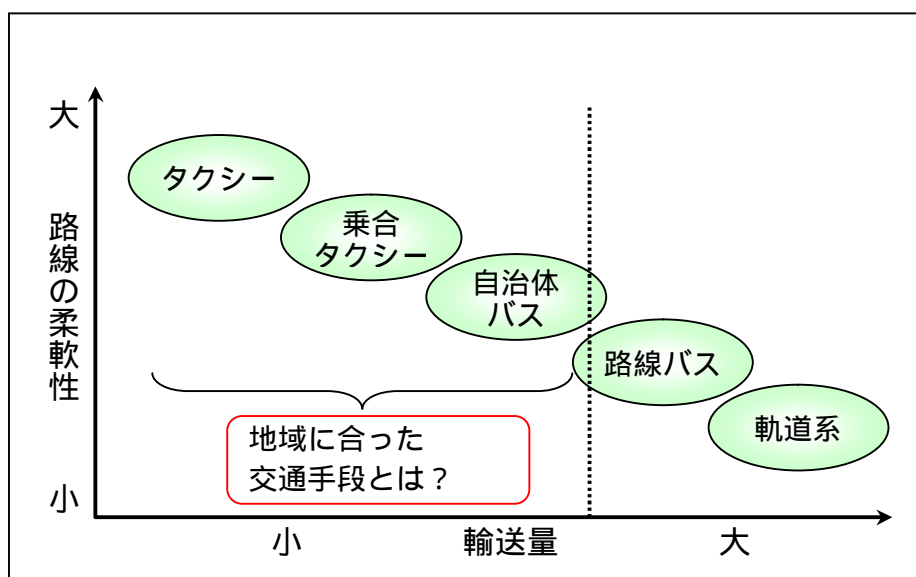 大
路線の柔軟性
小
タクシー
乗合
タクシー
自治体
バス
路線バス
軌道系
地域に合った
交通手段とは？
小
輸送量
大